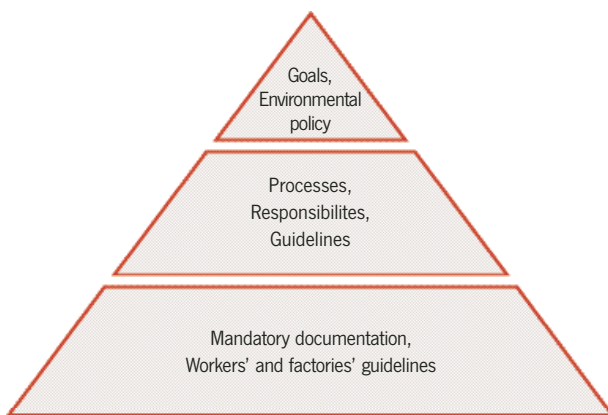 Goals,
Environmental
policy
Processes,
Responsibilites,
Guidelines
Mandatory documentation,
Workers’ and factories’ guidelines